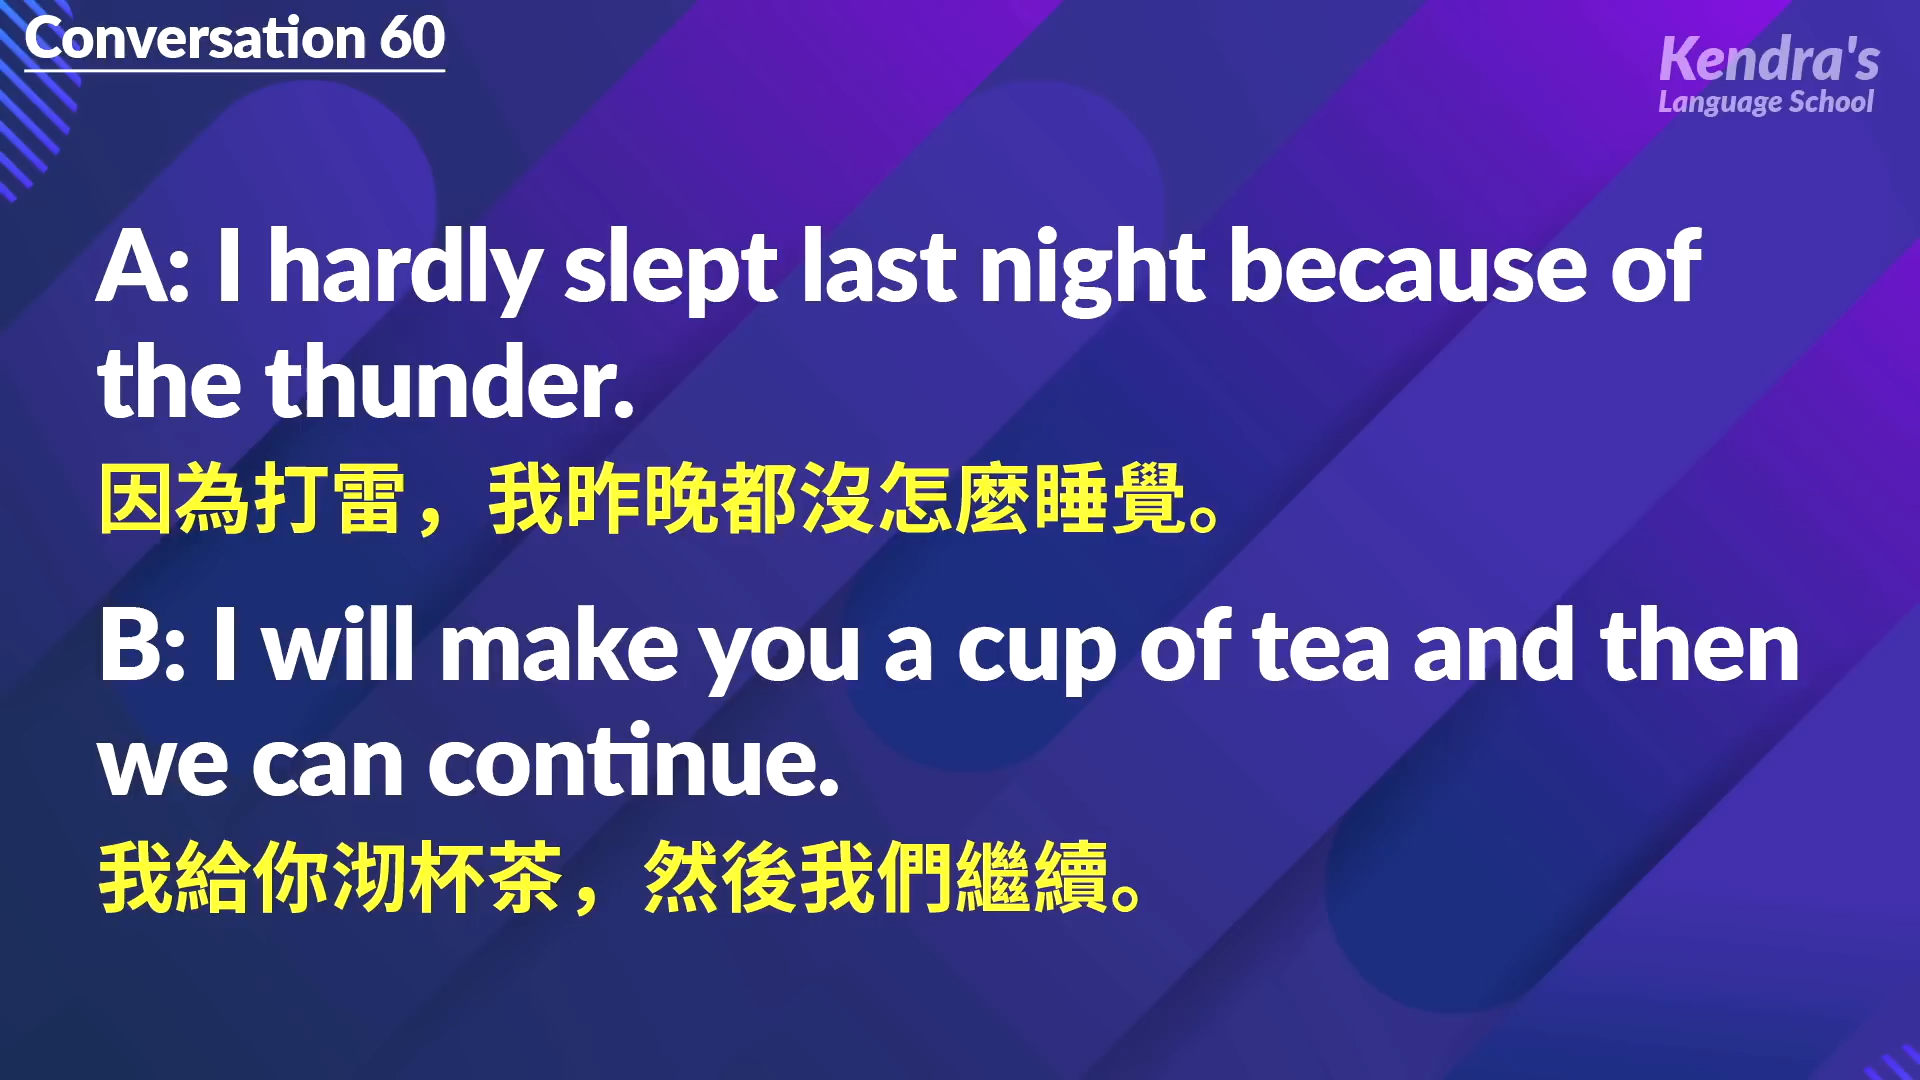 Conversation 60
Kendra's
Language School
A: I hardly slept last night because of
the thunder.
因為打雷，我昨晚都沒怎麼睡覺。
B: I will make you a cup of tea and then
we can continue.
我給你沏杯茶，然後我們繼續。